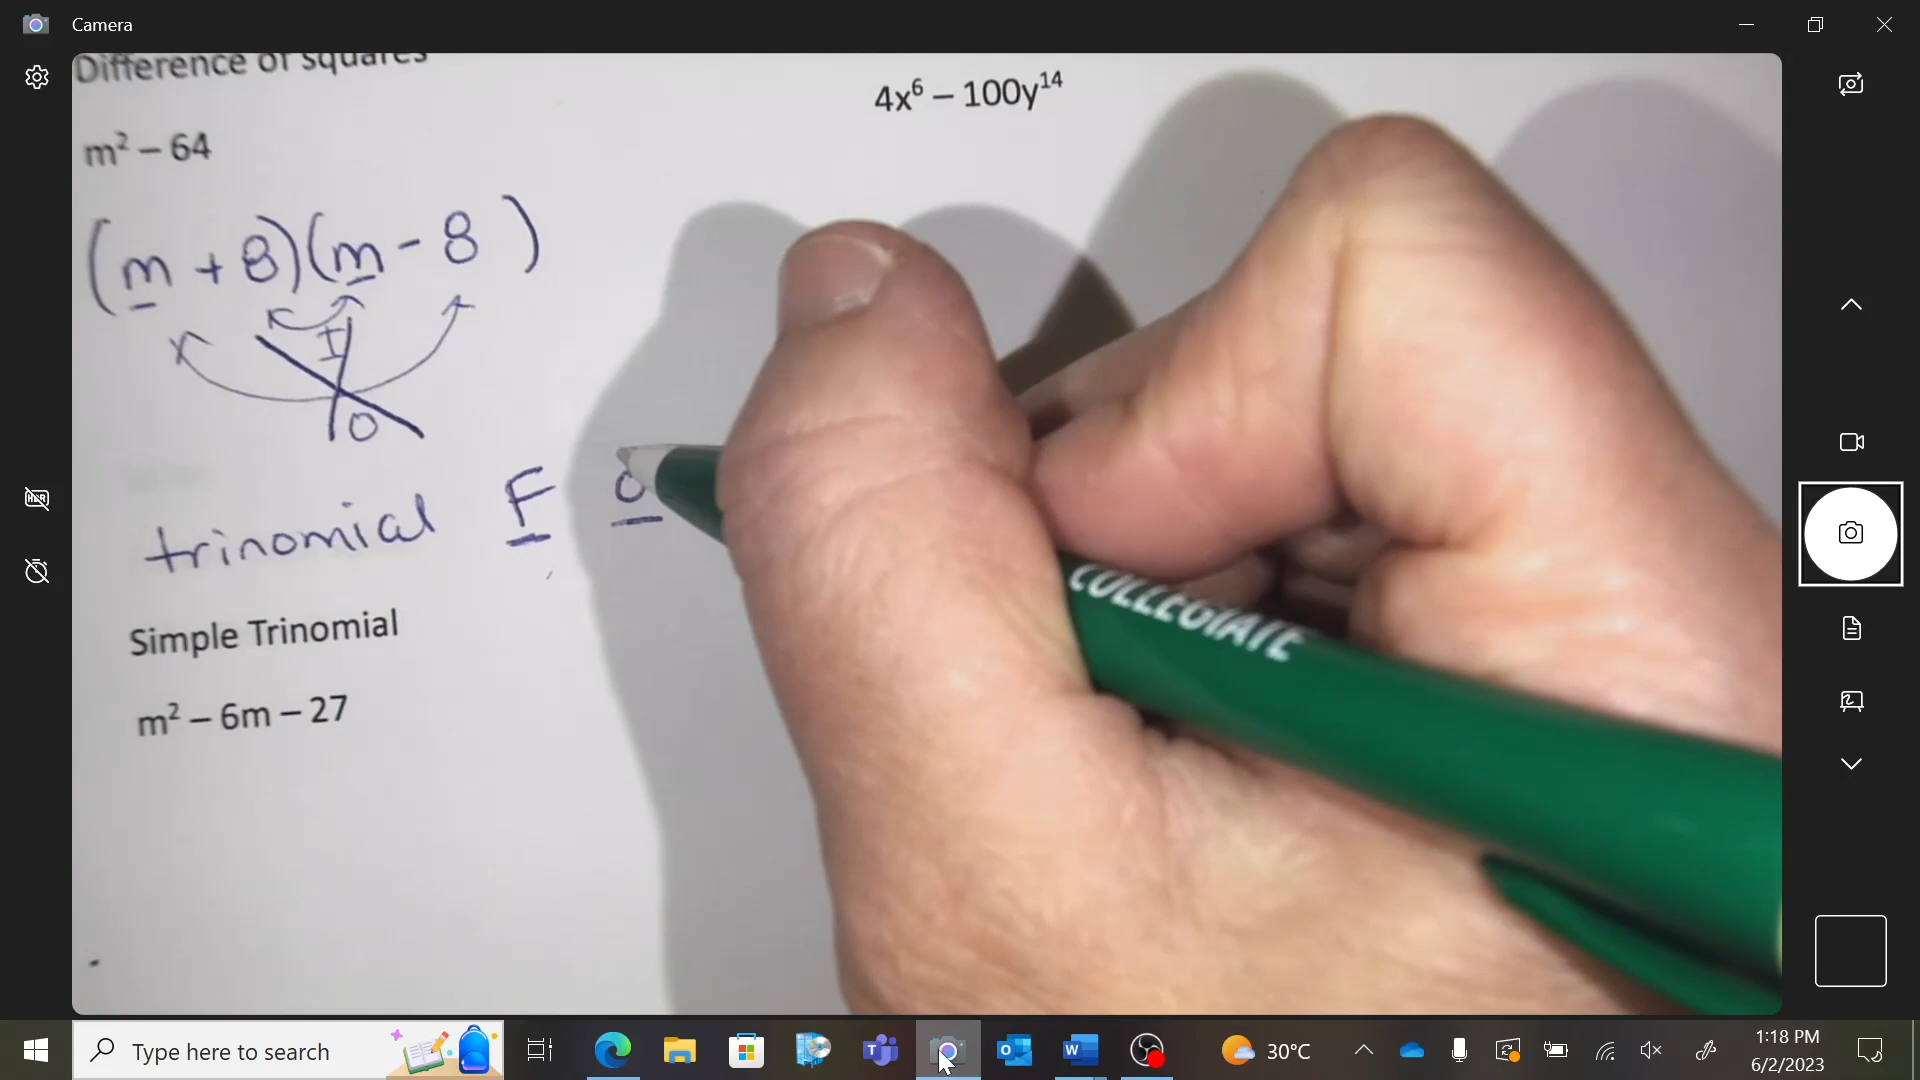 Camera
Difference of squares
4x⁶ – 100y¹⁴
m² – 64
(m + 8)(m - 8)
I
O
trinomial F O
COLLEGIATE
Simple Trinomial
m² – 6m – 27
Type here to search
30°C
1:18 PM
6/2/2023